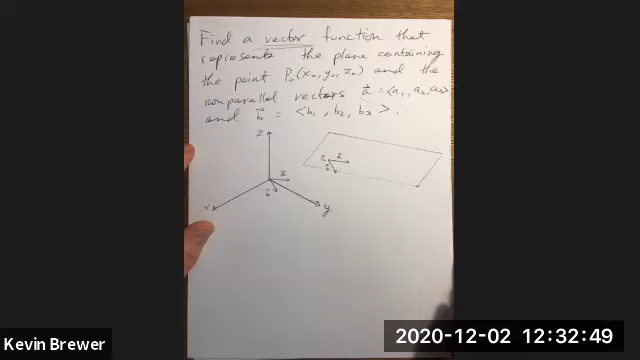 Find a vector function that
represents the plane containing
the point P₀(x₀, y₀, z₀) and the
nonparallel vectors a⃗ = <a₁, a₂, a₃>
and b⃗ = <b₁, b₂, b₃>.
z
a⃗
b⃗
x
y
P₀
a⃗
b⃗
Kevin Brewer
2020-12-02 12:32:49